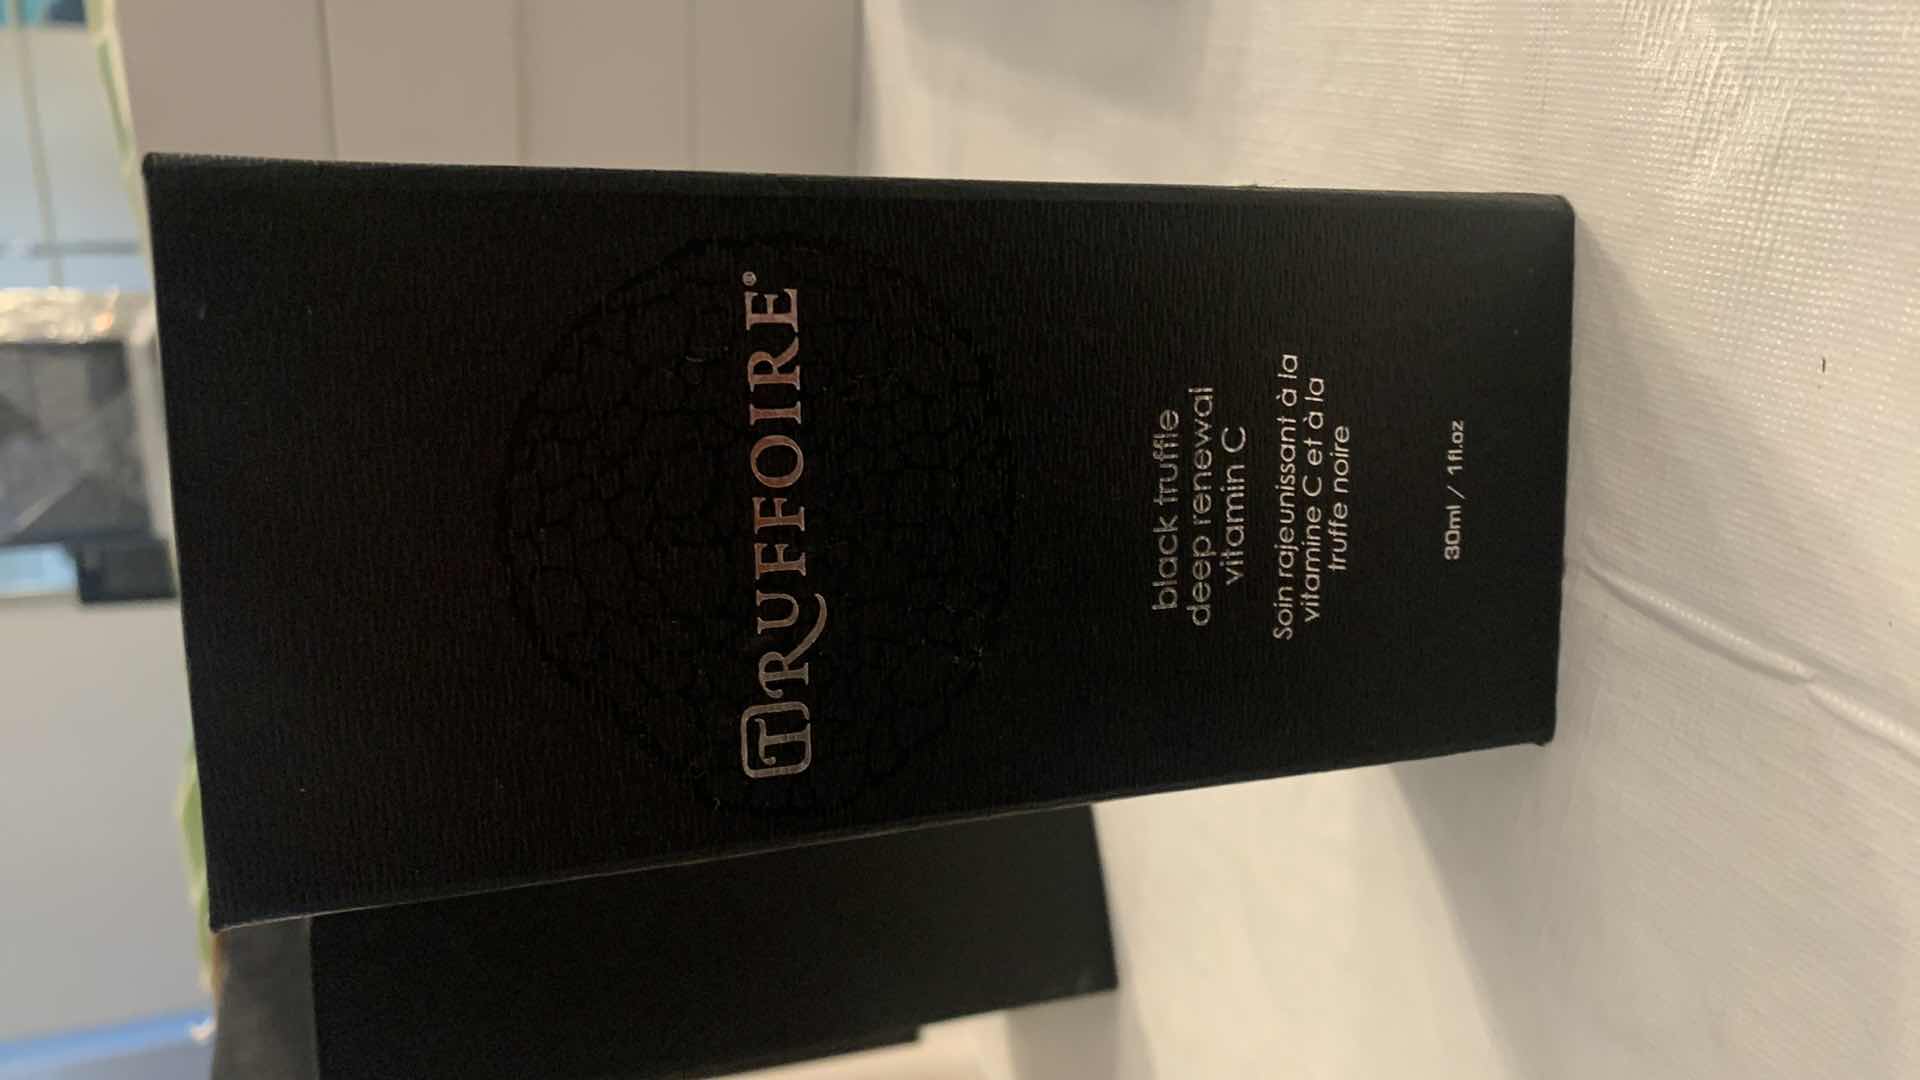 TRUFFOIRE®
black truffle
deep renewal
vitamin C
Soin rajeunissant à la
vitamine C et à la
truffe noire
30ml / 1fl.oz